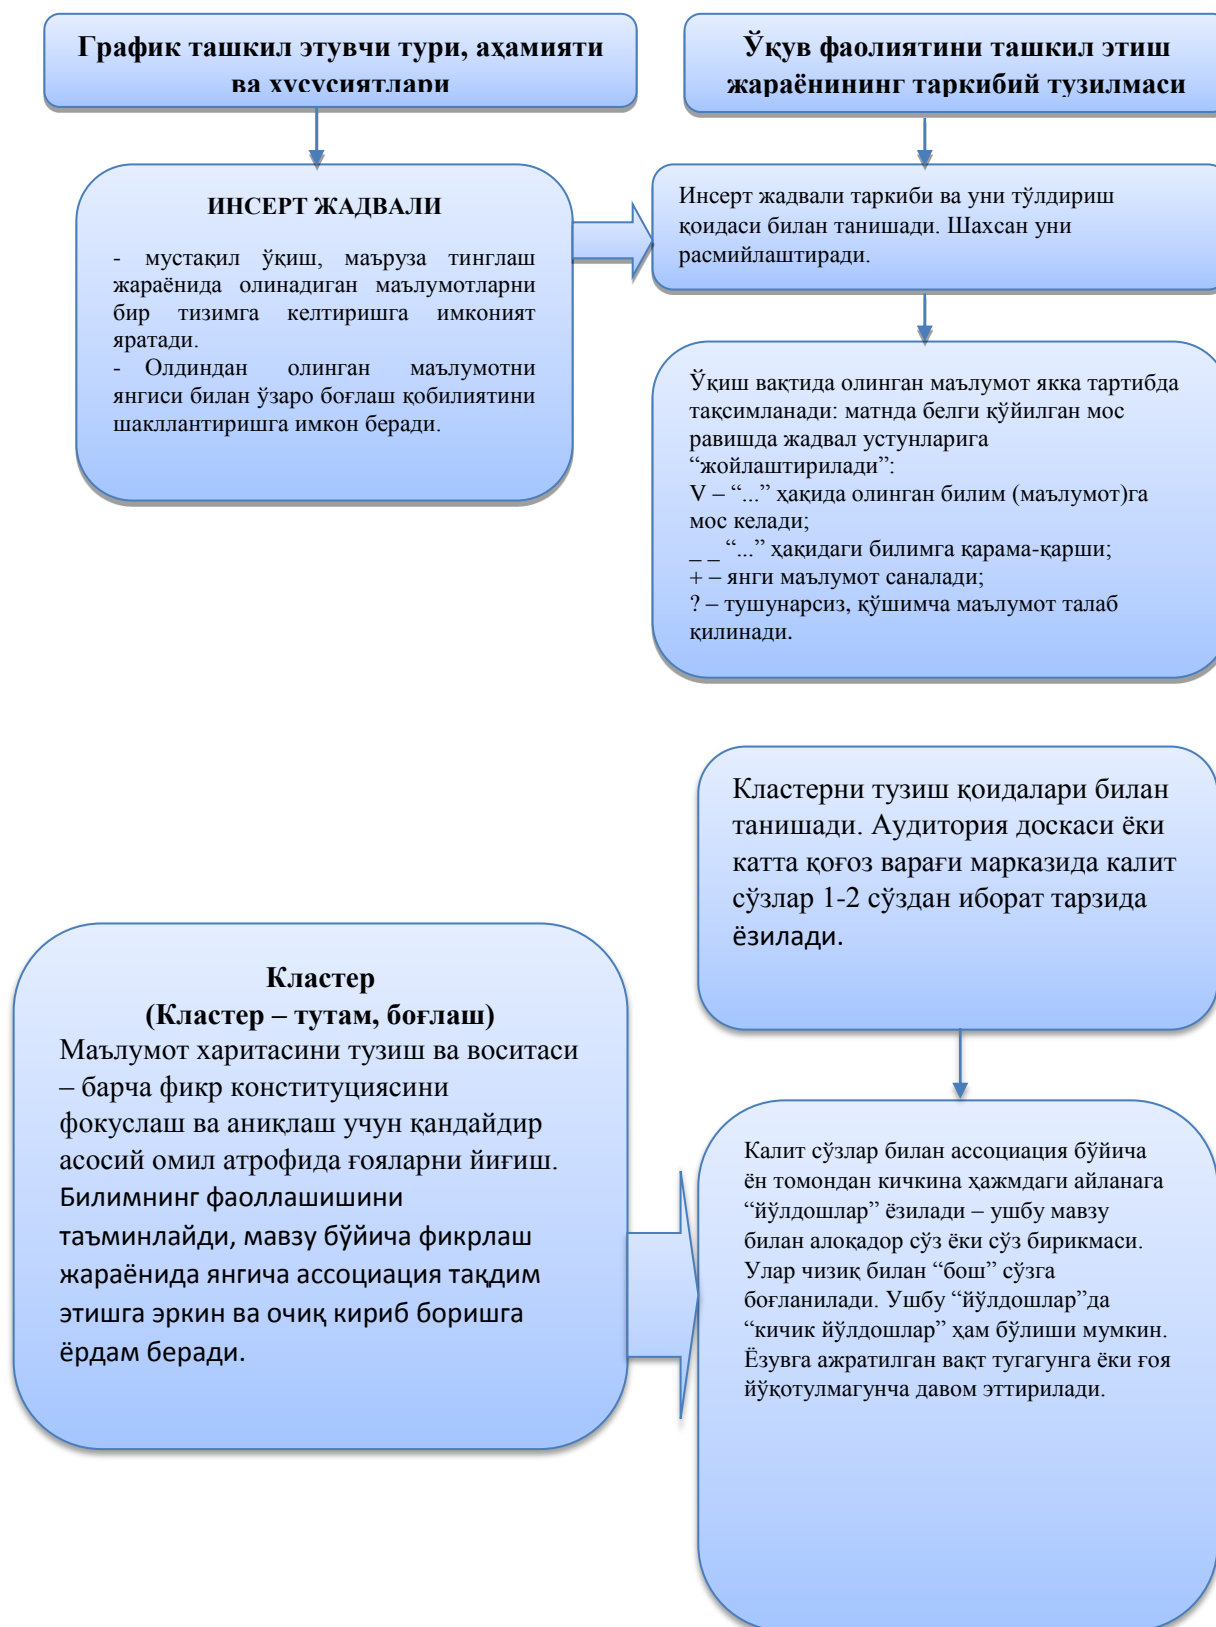 График ташкил этувчи тури, аҳамияти
ва хусусиятлари
Ўқув фаолиятини ташкил этиш
жараёнининг таркибий тузилмаси
ИНСЕРТ ЖАДВАЛИ
- мустақил ўқиш, маъруза тинглаш
жараёнида олинадиган маълумотларни
бир тизимга келтиришга имконият
яратади.
- Олдиндан олинган маълумотни
янгиси билан ўзаро боғлаш қобилиятини
шакллантиришга имкон беради.
Инсерт жадвали таркиби ва уни тўлдириш
қоидаси билан танишади. Шахсан уни
расмийлаштиради.
Ўқиш вақтида олинган маълумот якка тартибда
тақсимланади: матнда белги қўйилган мос
равишда жадвал устунларига
“жойлаштирилади”:
V – “...” ҳақида олинган билим (маълумот)га
мос келади;
_ _ “...” ҳақидаги билимга қарама-қарши;
+ – янги маълумот саналади;
? – тушунарсиз, қўшимча маълумот талаб
қилинади.
Кластерни тузиш қоидалари билан
танишади. Аудитория доскаси ёки
катта қоғоз варағи марказида калит
сўзлар 1-2 сўздан иборат тарзида
ёзилади.
Кластер
(Кластер – тутам, боғлаш)
Маълумот харитасини тузиш ва воситаси
– барча фикр конституциясини
фокуслаш ва аниқлаш учун қандайдир
асосий омил атрофида ғояларни йиғиш.
Билимнинг фаоллашишини
таъминлайди, мавзу бўйича фикрлаш
жараёнида янгича ассоциация тақдим
этишга эркин ва очиқ кириб боришга
ёрдам беради.
Калит сўзлар билан ассоциация бўйича
ён томондан кичкина ҳажмдаги айланага
“йўлдошлар” ёзилади – ушбу мавзу
билан алоқадор сўз ёки сўз бирикмаси.
Улар чизиқ билан “бош” сўзга
боғланилади. Ушбу “йўлдошлар”да
“кичик йўлдошлар” ҳам бўлиши мумкин.
Ёзувга ажратилган вақт тугагунга ёки ғоя
йўқотулмагунча давом эттирилади.